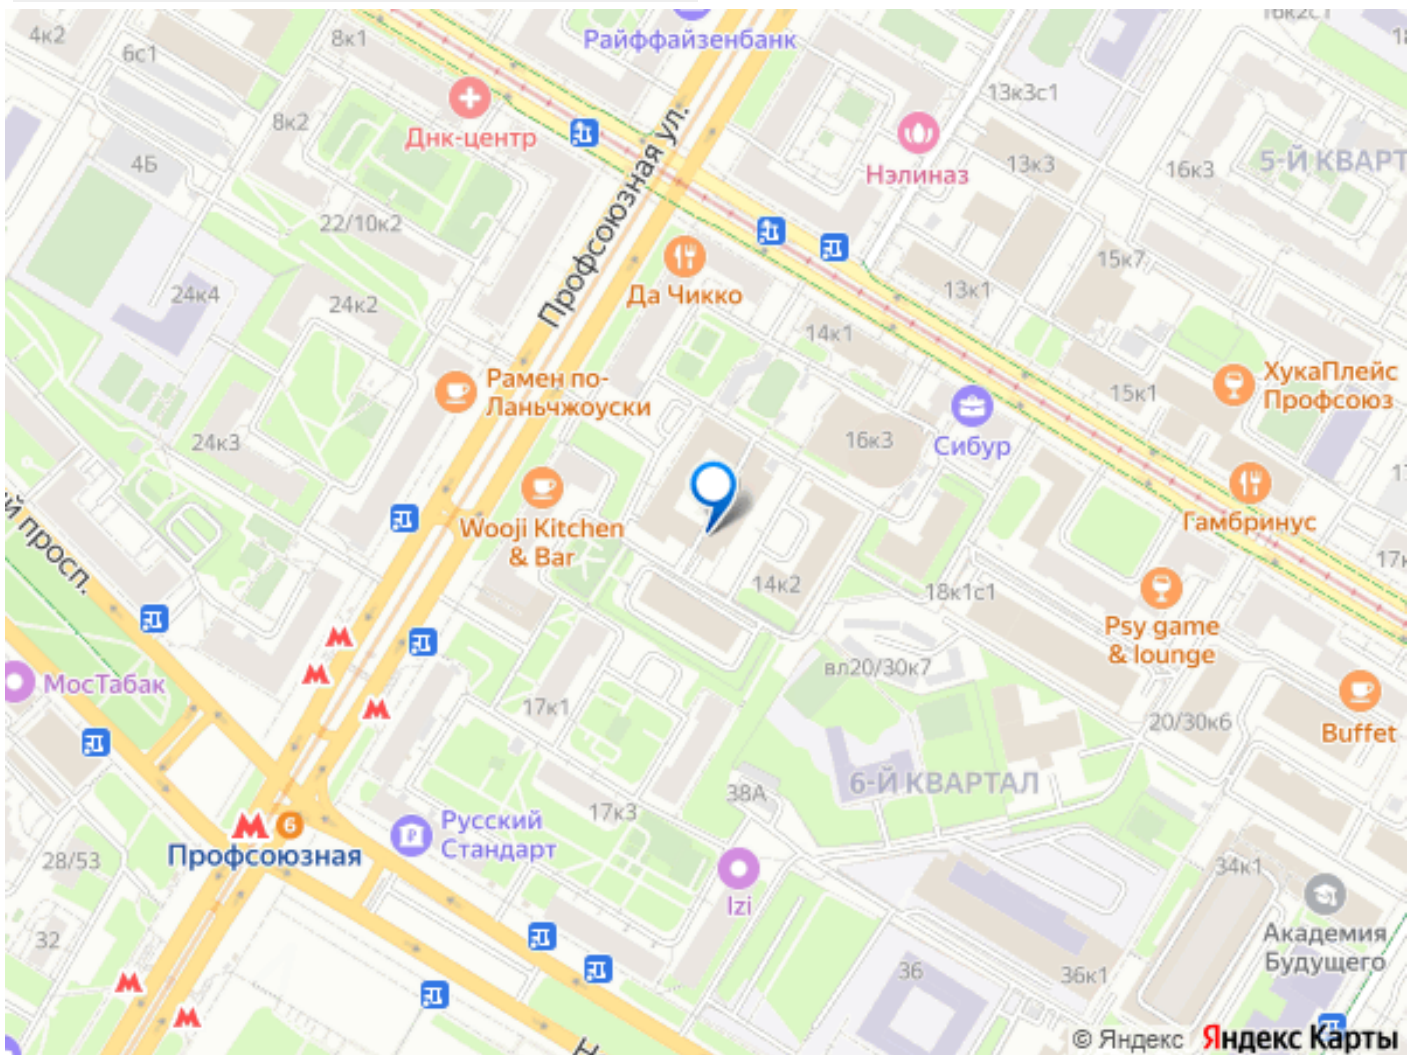 4к2
6с1
8к1
Райффайзенбанк
16к2с1
Днк-центр
8к2
4Б
Профсоюзная ул.
Нэлиназ
13к3с1
13к3
16к3
5-Й КВАРТ
22/10к2
24к4
24к2
Да Чикко
13к1
15к7
14к1
Рамен по-
Ланьчжоуски
24к3
16к3
Сибур
15к1
ХукаПлейс
Профсоюз
Wooji Kitchen
& Bar
Гамбринус
й просп.
14к2
18к1с1
Psy game
& lounge
МосТабак
17к1
вл20/30к7
20/30к6
Buffet
6-Й КВАРТАЛ
38А
17к3
Русский
Стандарт
6
Профсоюзная
28/53
Izi
34к1
Академия
Будущего
32
36
36к1
© Яндекс Яндекс Карты